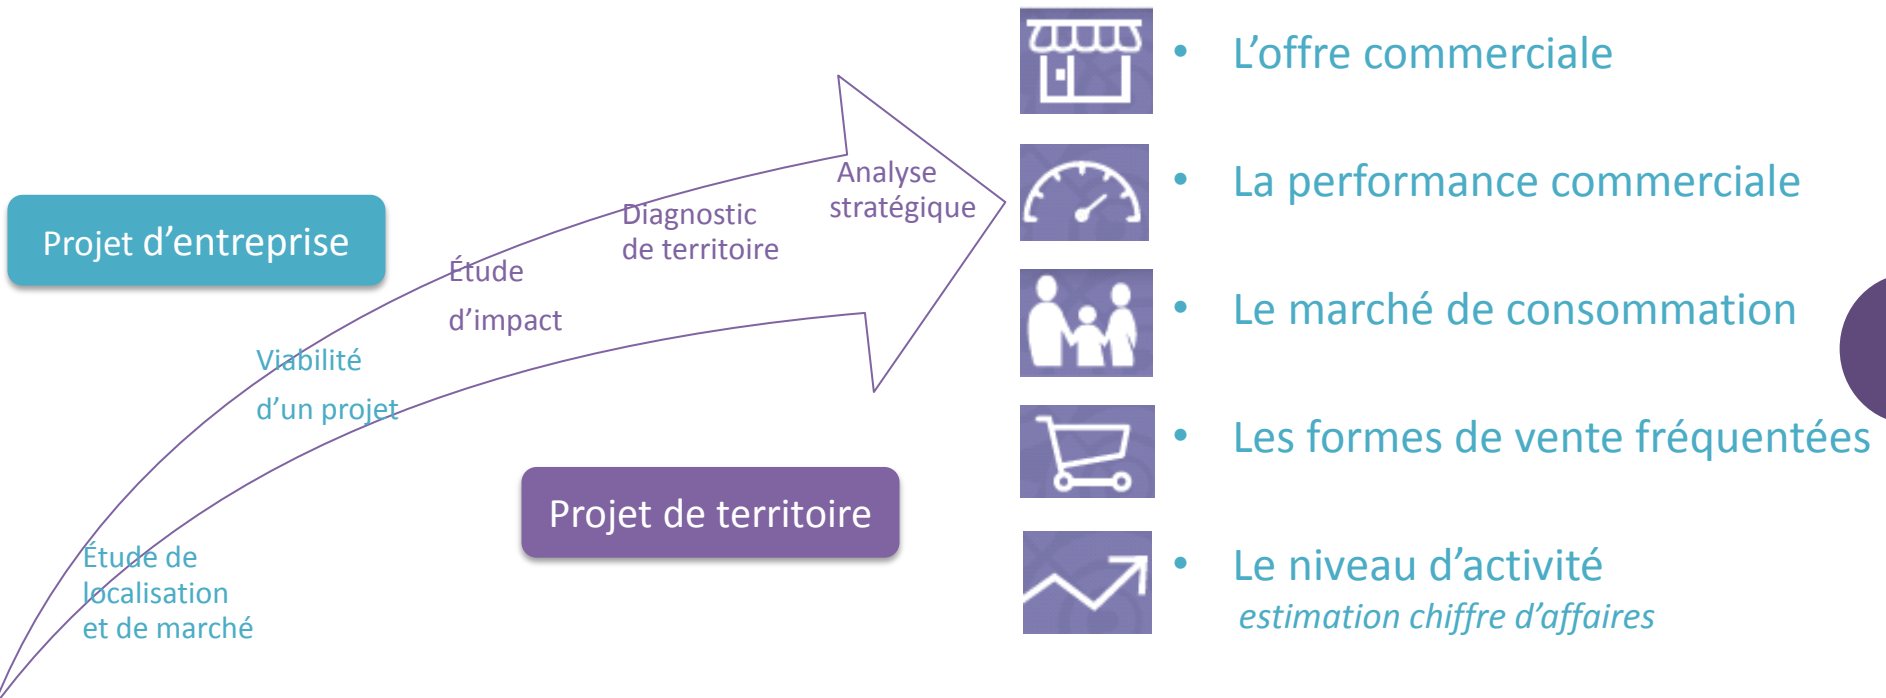 Projet d'entreprise
Étude de
localisation
et de marché
Viabilité
d’un projet
Étude
d’impact
Diagnostic
de territoire
Analyse
stratégique
Projet de territoire
• L’offre commerciale
• La performance commerciale
• Le marché de consommation
• Les formes de vente fréquentées
• Le niveau d’activité
estimation chiffre d’affaires